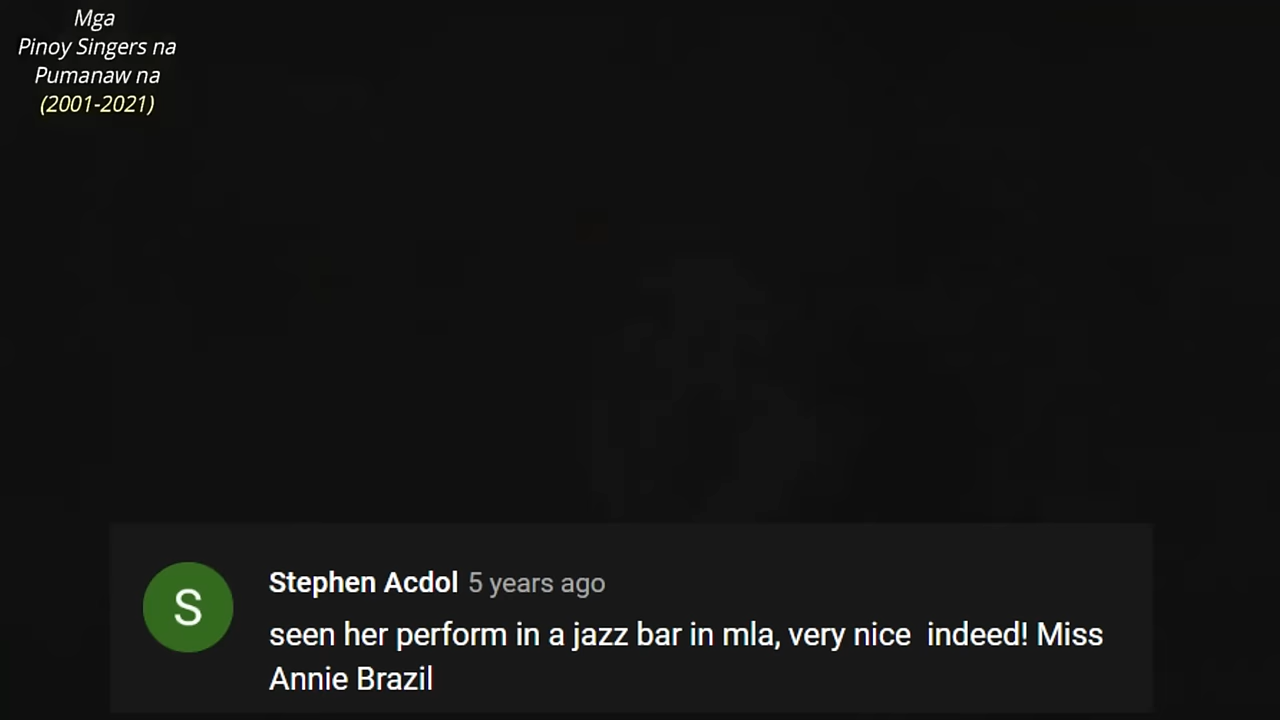 Mga
Pinoy Singers na
Pumanaw na
(2001-2021)
S
Stephen Acdol 5 years ago
seen her perform in a jazz bar in mla, very nice  indeed! Miss
Annie Brazil